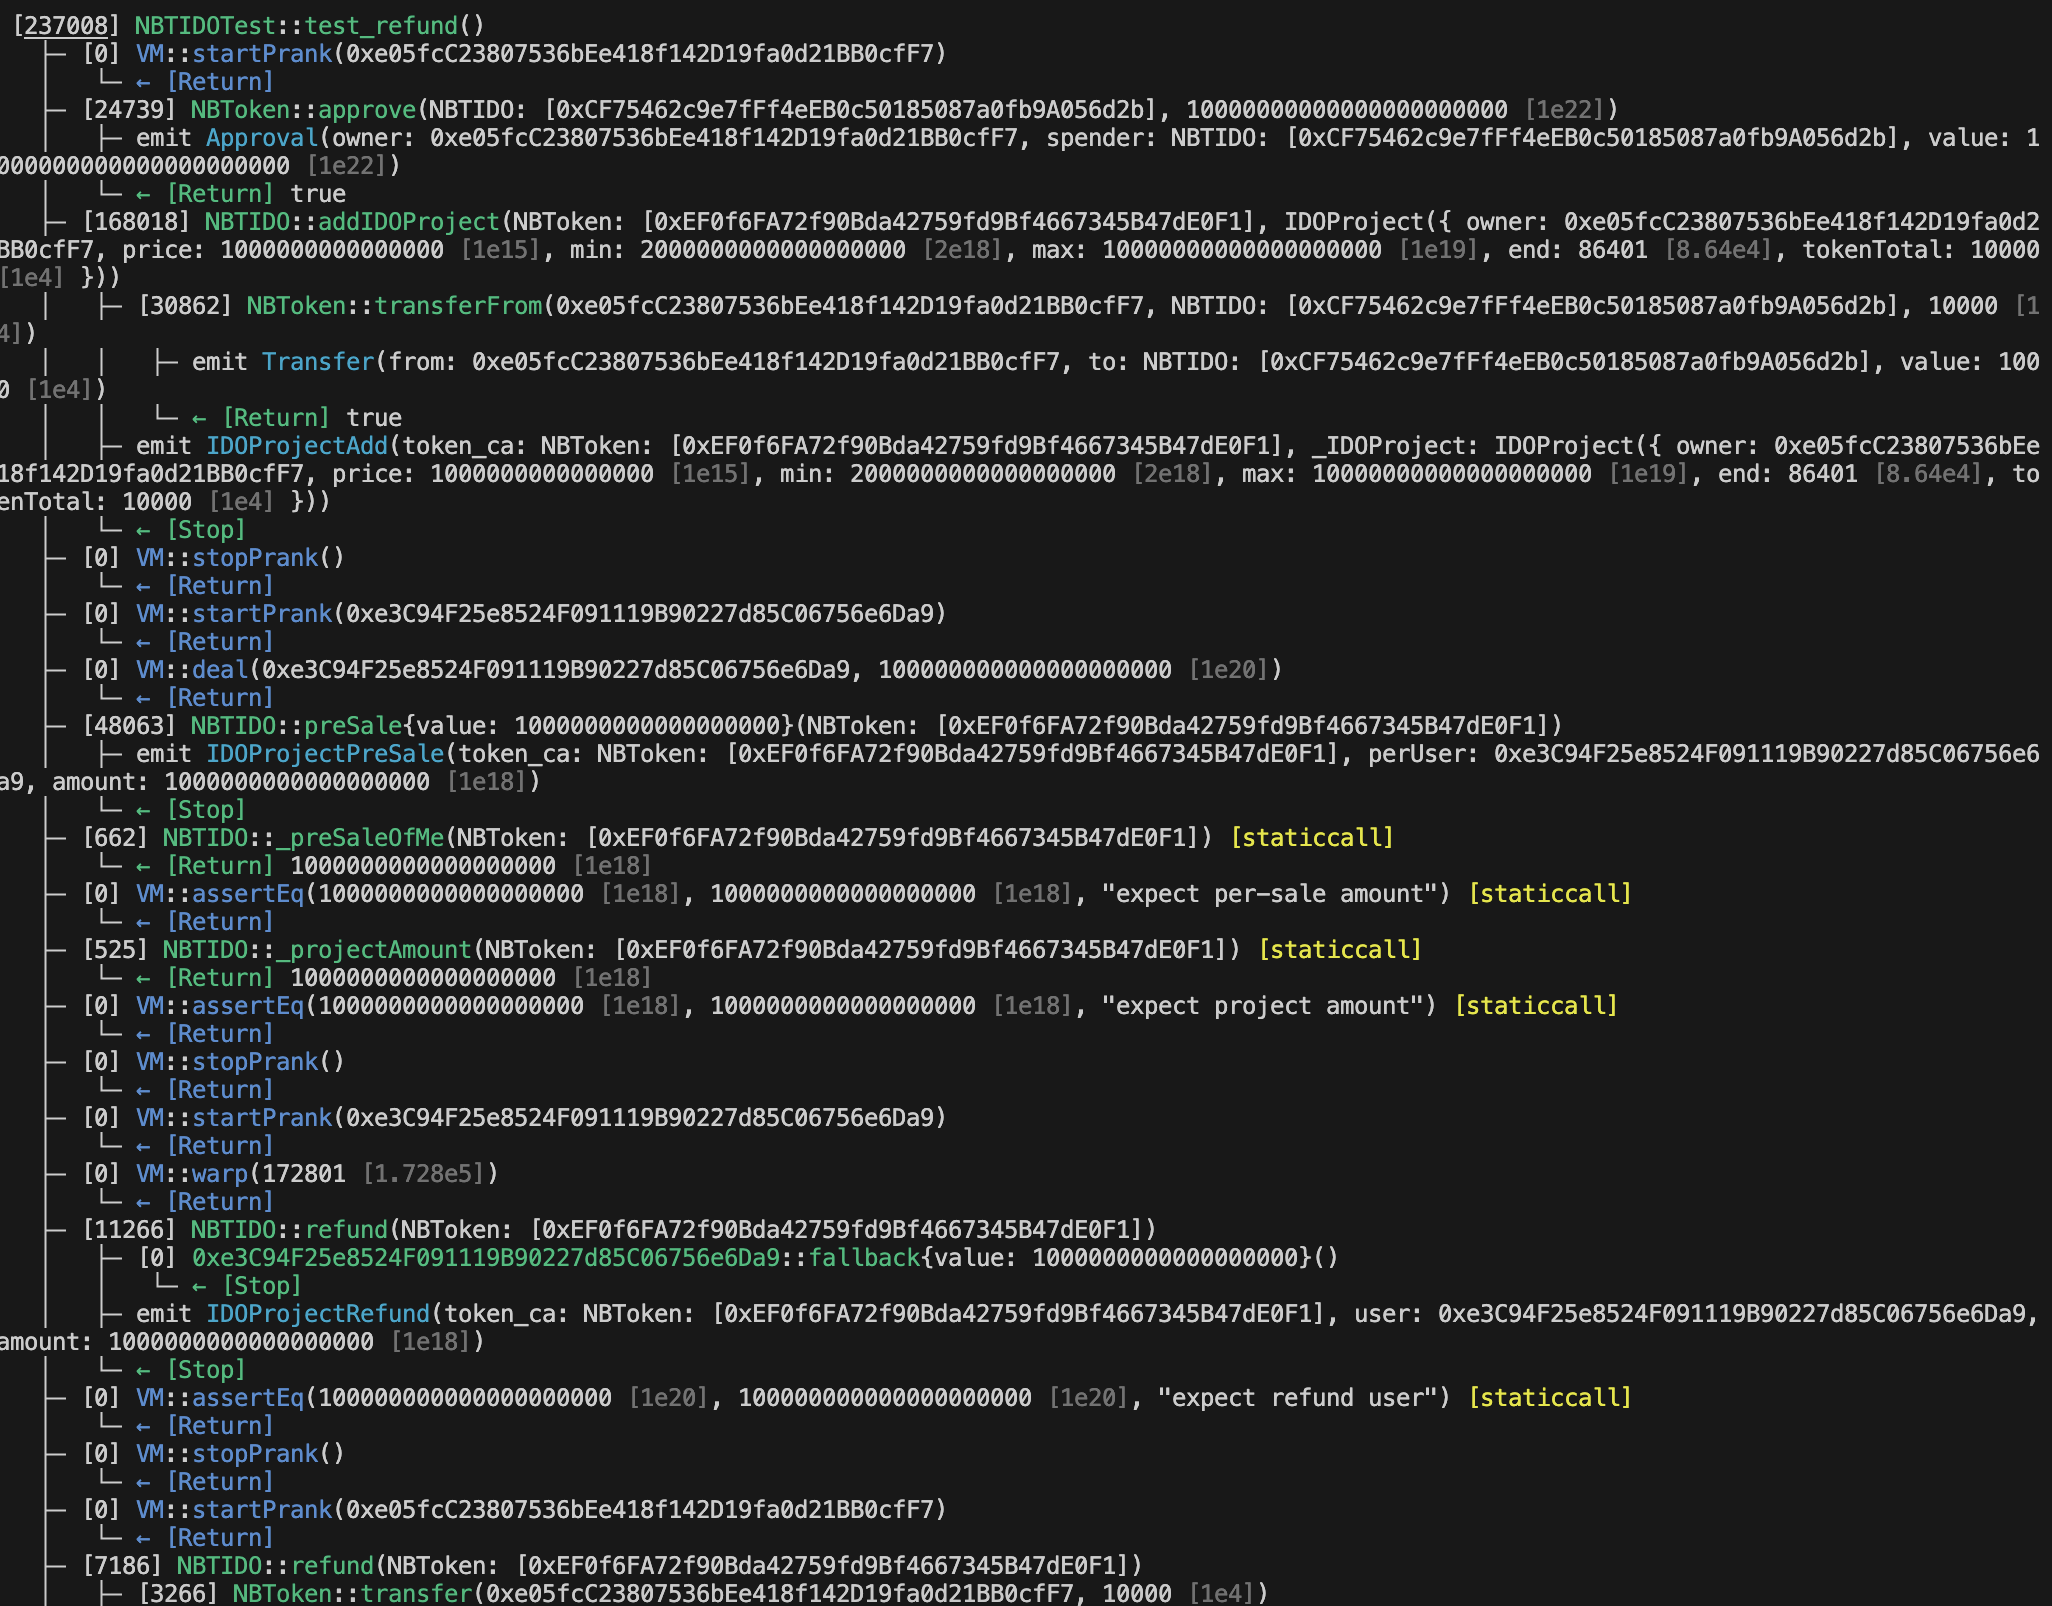 [237008] NBTIDOTest::test_refund()
├─ [0] VM::startPrank(0xe05fcC23807536bEe418f142D19fa0d21BB0cfF7)
│   └─ ← [Return]
├─ [24739] NBToken::approve(NBTIDO: [0xCF75462c9e7fFf4eEB0c50185087a0fb9A056d2b], 10000000000000000000000 [1e22])
│   ├─ emit Approval(owner: 0xe05fcC23807536bEe418f142D19fa0d21BB0cfF7, spender: NBTIDO: [0xCF75462c9e7fFf4eEB0c50185087a0fb9A056d2b], value: 1
000000000000000000000 [1e22])
│   └─ ← [Return] true
├─ [168018] NBTIDO::addIDOProject(NBToken: [0xEF0f6FA72f90Bda42759fd9Bf4667345B47dE0F1], IDOProject({ owner: 0xe05fcC23807536bEe418f142D19fa0d2
BB0cfF7, price: 1000000000000000 [1e15], min: 2000000000000000000 [2e18], max: 10000000000000000000 [1e19], end: 86401 [8.64e4], tokenTotal: 10000
[1e4] }))
│   ├─ [30862] NBToken::transferFrom(0xe05fcC23807536bEe418f142D19fa0d21BB0cfF7, NBTIDO: [0xCF75462c9e7fFf4eEB0c50185087a0fb9A056d2b], 10000 [1
4])
│   │   ├─ emit Transfer(from: 0xe05fcC23807536bEe418f142D19fa0d21BB0cfF7, to: NBTIDO: [0xCF75462c9e7fFf4eEB0c50185087a0fb9A056d2b], value: 100
0 [1e4])
│   │   └─ ← [Return] true
│   ├─ emit IDOProjectAdd(token_ca: NBToken: [0xEF0f6FA72f90Bda42759fd9Bf4667345B47dE0F1], _IDOProject: IDOProject({ owner: 0xe05fcC23807536bEe
18f142D19fa0d21BB0cfF7, price: 1000000000000000 [1e15], min: 2000000000000000000 [2e18], max: 10000000000000000000 [1e19], end: 86401 [8.64e4], to
enTotal: 10000 [1e4] }))
│   └─ ← [Stop]
├─ [0] VM::stopPrank()
│   └─ ← [Return]
├─ [0] VM::startPrank(0xe3C94F25e8524F091119B90227d85C06756e6Da9)
│   └─ ← [Return]
├─ [0] VM::deal(0xe3C94F25e8524F091119B90227d85C06756e6Da9, 100000000000000000000 [1e20])
│   └─ ← [Return]
├─ [48063] NBTIDO::preSale{value: 1000000000000000000}(NBToken: [0xEF0f6FA72f90Bda42759fd9Bf4667345B47dE0F1])
│   ├─ emit IDOProjectPreSale(token_ca: NBToken: [0xEF0f6FA72f90Bda42759fd9Bf4667345B47dE0F1], perUser: 0xe3C94F25e8524F091119B90227d85C06756e6
a9, amount: 1000000000000000000 [1e18])
│   └─ ← [Stop]
├─ [662] NBTIDO::_preSaleOfMe(NBToken: [0xEF0f6FA72f90Bda42759fd9Bf4667345B47dE0F1]) [staticcall]
│   └─ ← [Return] 1000000000000000000 [1e18]
├─ [0] VM::assertEq(1000000000000000000 [1e18], 1000000000000000000 [1e18], "expect per-sale amount") [staticcall]
│   └─ ← [Return]
├─ [525] NBTIDO::_projectAmount(NBToken: [0xEF0f6FA72f90Bda42759fd9Bf4667345B47dE0F1]) [staticcall]
│   └─ ← [Return] 1000000000000000000 [1e18]
├─ [0] VM::assertEq(1000000000000000000 [1e18], 1000000000000000000 [1e18], "expect project amount") [staticcall]
│   └─ ← [Return]
├─ [0] VM::stopPrank()
│   └─ ← [Return]
├─ [0] VM::startPrank(0xe3C94F25e8524F091119B90227d85C06756e6Da9)
│   └─ ← [Return]
├─ [0] VM::warp(172801 [1.728e5])
│   └─ ← [Return]
├─ [11266] NBTIDO::refund(NBToken: [0xEF0f6FA72f90Bda42759fd9Bf4667345B47dE0F1])
│   ├─ [0] 0xe3C94F25e8524F091119B90227d85C06756e6Da9::fallback{value: 1000000000000000000}()
│   │   └─ ← [Stop]
│   ├─ emit IDOProjectRefund(token_ca: NBToken: [0xEF0f6FA72f90Bda42759fd9Bf4667345B47dE0F1], user: 0xe3C94F25e8524F091119B90227d85C06756e6Da9,
amount: 1000000000000000000 [1e18])
│   └─ ← [Stop]
├─ [0] VM::assertEq(100000000000000000000 [1e20], 100000000000000000000 [1e20], "expect refund user") [staticcall]
│   └─ ← [Return]
├─ [0] VM::stopPrank()
│   └─ ← [Return]
├─ [0] VM::startPrank(0xe05fcC23807536bEe418f142D19fa0d21BB0cfF7)
│   └─ ← [Return]
├─ [7186] NBTIDO::refund(NBToken: [0xEF0f6FA72f90Bda42759fd9Bf4667345B47dE0F1])
│   ├─ [3266] NBToken::transfer(0xe05fcC23807536bEe418f142D19fa0d21BB0cfF7, 10000 [1e4])